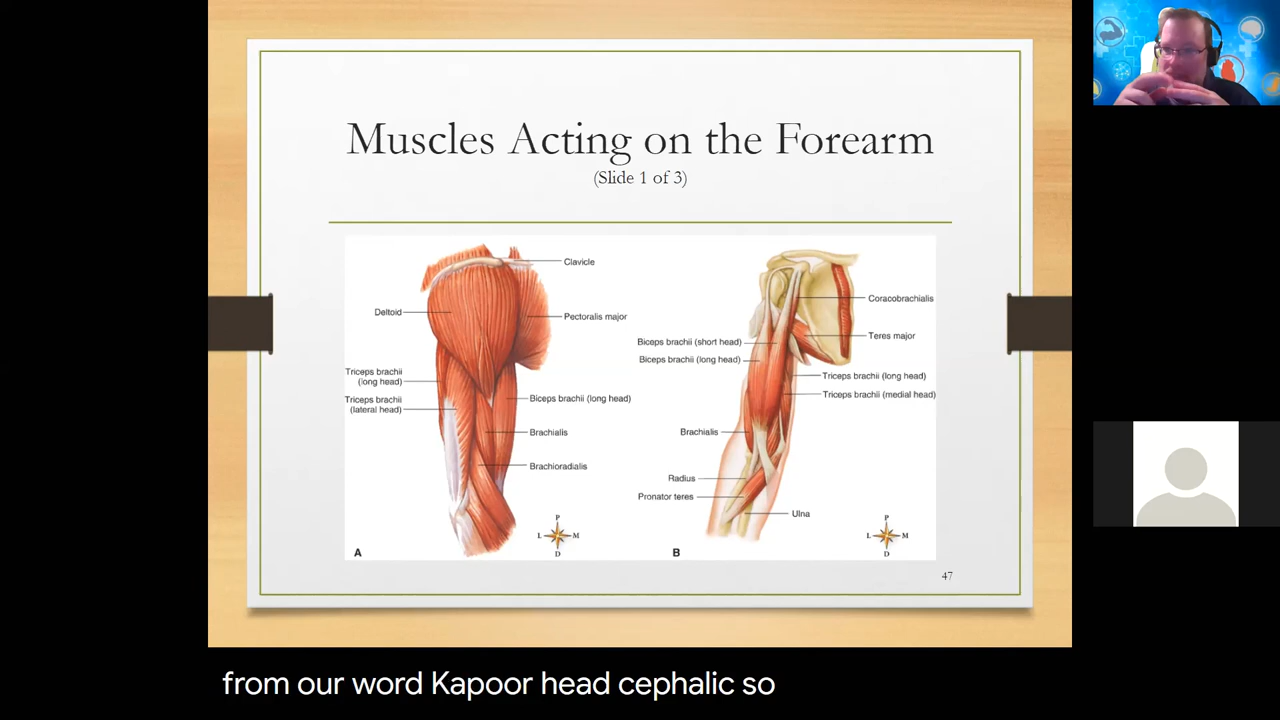 Muscles Acting on the Forearm
(Slide 1 of 3)
Clavicle
Deltoid
Pectoralis major
Triceps brachii
(long head)
Triceps brachii
(lateral head)
Biceps brachii (long head)
Brachialis
Brachioradialis
P
L M
D
A
Coracobrachialis
Teres major
Biceps brachii (short head)
Biceps brachii (long head)
Triceps brachii (long head)
Triceps brachii (medial head)
Brachialis
Radius
Pronator teres
Ulna
P
L M
D
B
47
from our word Kapoor head cephalic so